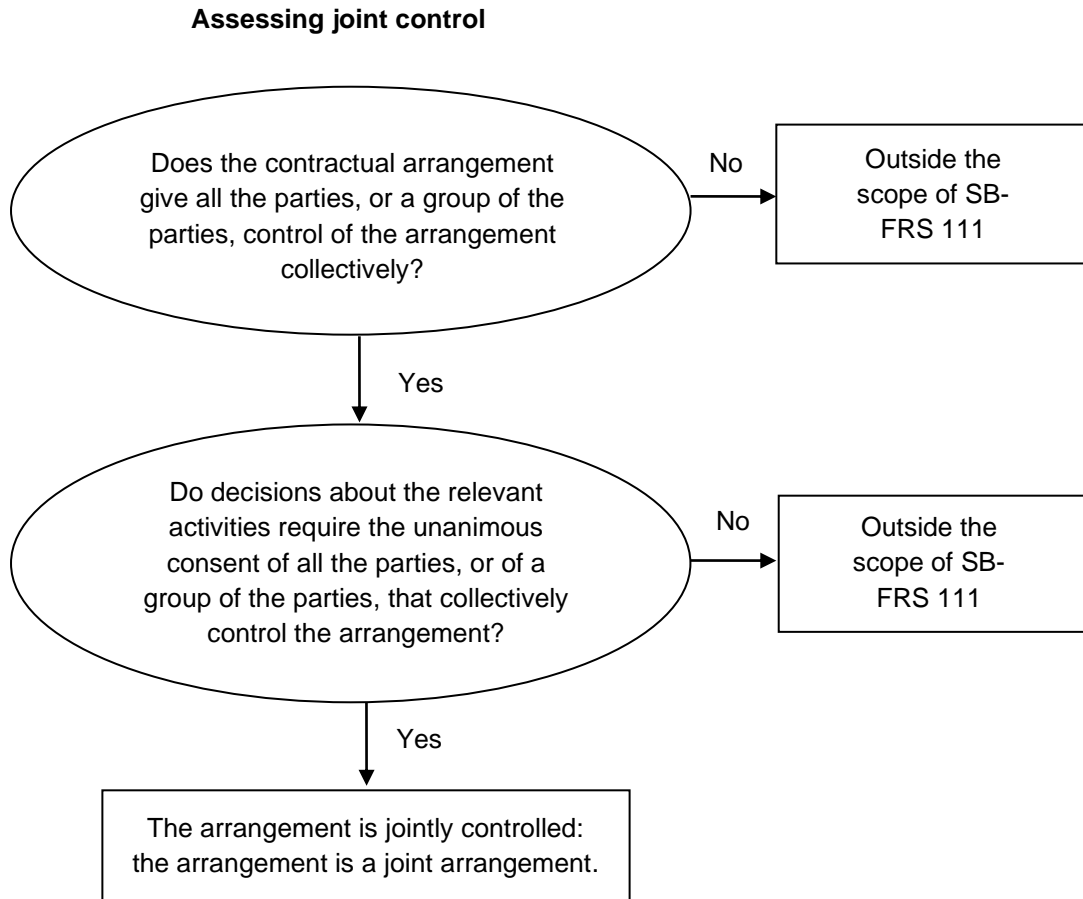 Assessing joint control
Does the contractual arrangement
give all the parties, or a group of the
parties, control of the arrangement
collectively?
No
Outside the
scope of SB-
FRS 111
Yes
Do decisions about the relevant
activities require the unanimous
consent of all the parties, or of a
group of the parties, that collectively
control the arrangement?
No
Outside the
scope of SB-
FRS 111
Yes
The arrangement is jointly controlled:
the arrangement is a joint arrangement.